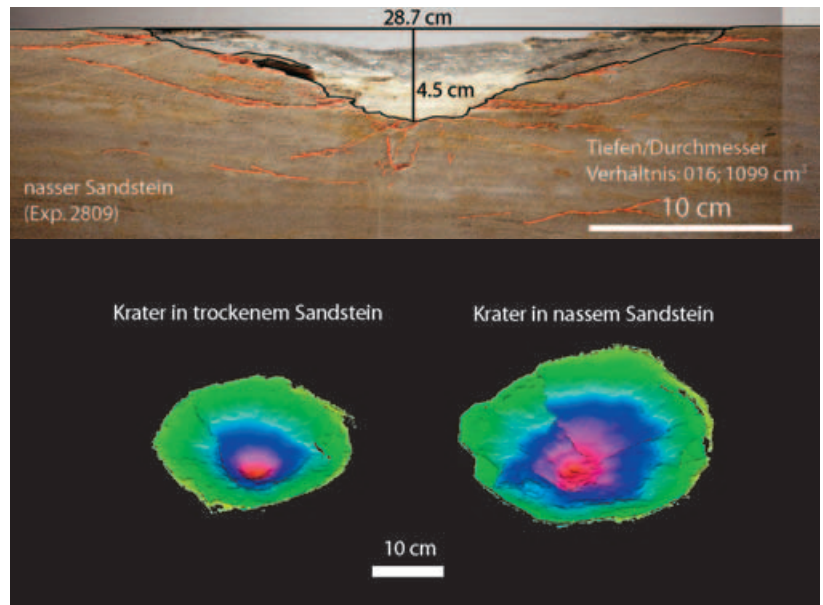 28.7 cm
4.5 cm
nasser Sandstein
(Exp. 2809)
Tiefen/Durchmesser
Verhältnis: 016; 1099 cm³
10 cm
Krater in trockenem Sandstein
Krater in nassem Sandstein
10 cm